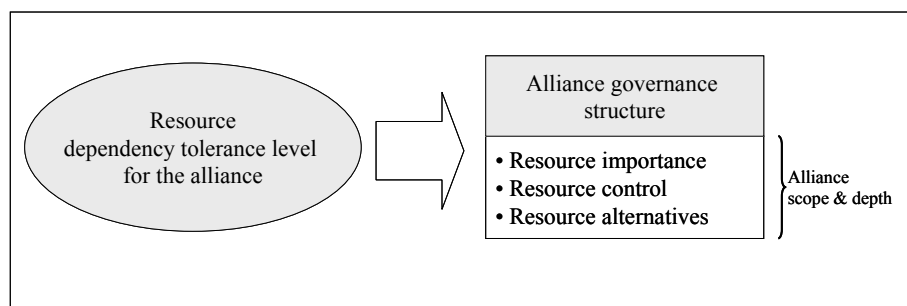 Resource
dependency tolerance level
for the alliance
Alliance governance
structure
• Resource importance
• Resource control
• Resource alternatives
Alliance
scope & depth